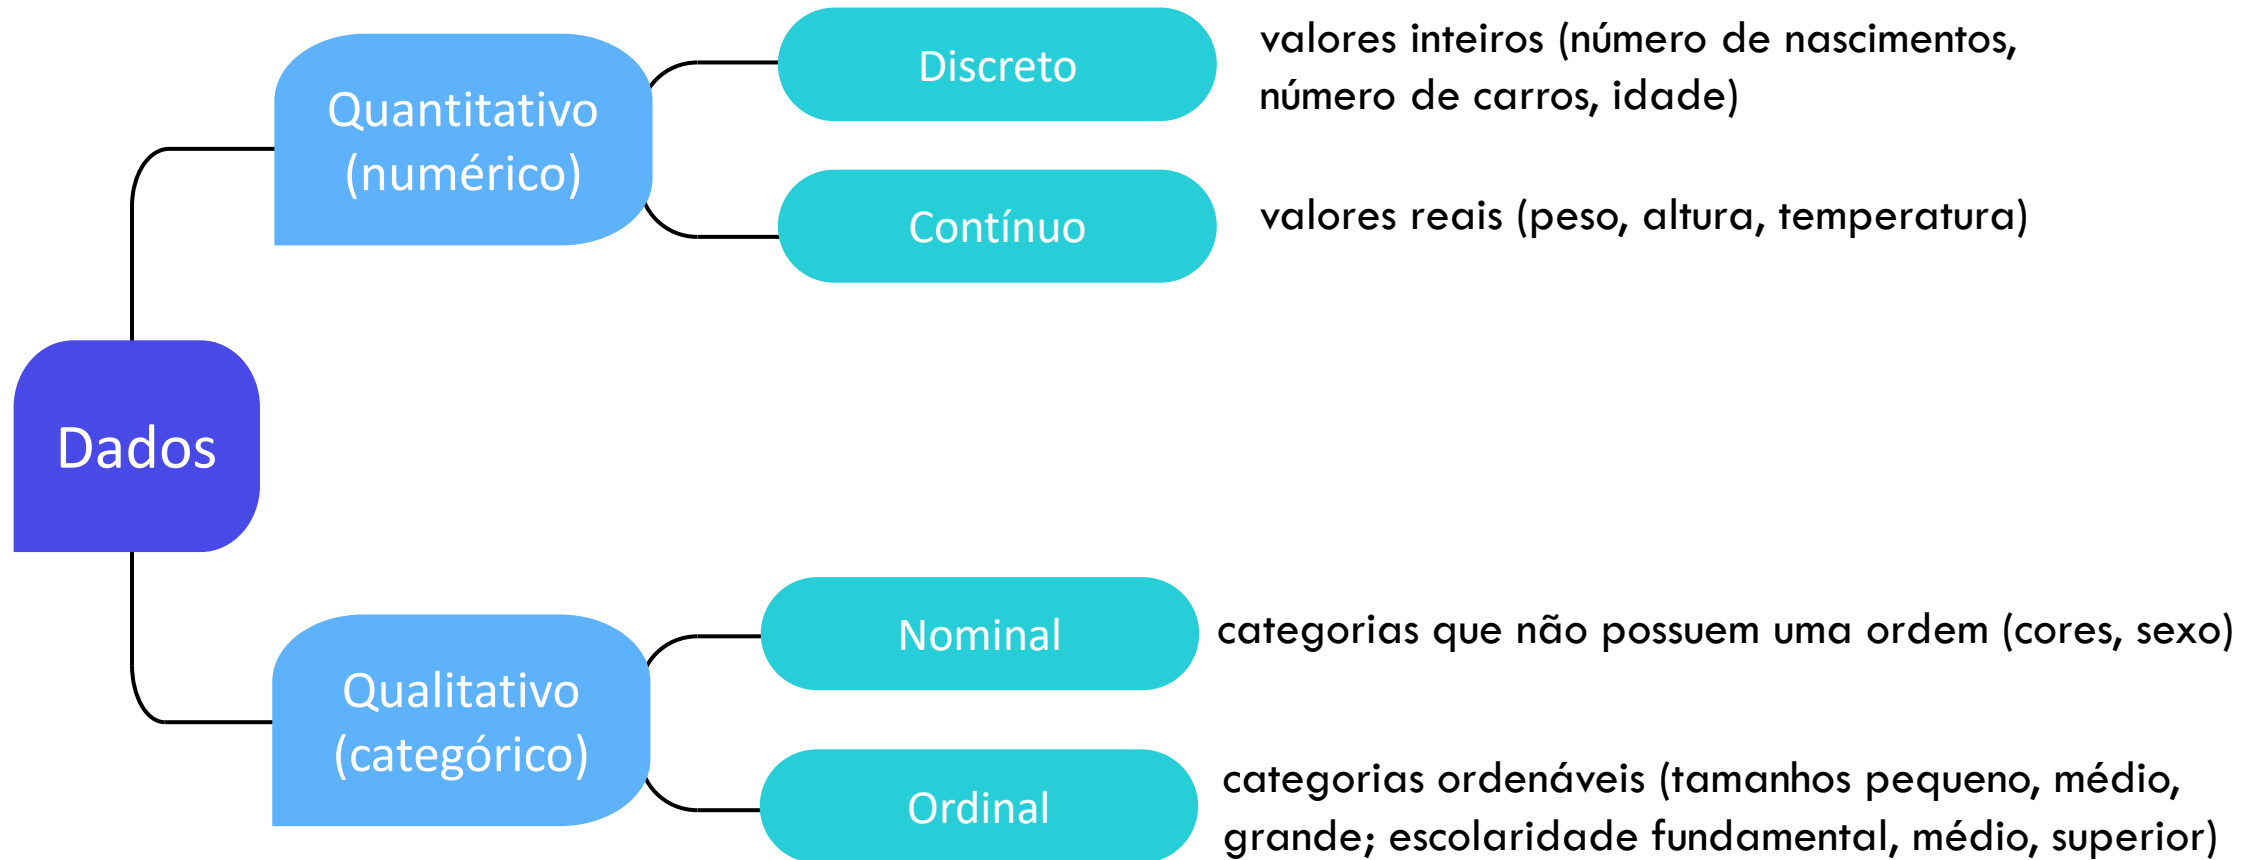 Dados
Quantitativo
(numérico)
Discreto
valores inteiros (número de nascimentos,
número de carros, idade)
Contínuo
valores reais (peso, altura, temperatura)
Qualitativo
(categórico)
Nominal
categorias que não possuem uma ordem (cores, sexo)
Ordinal
categorias ordenáveis (tamanhos pequeno, médio,
grande; escolaridade fundamental, médio, superior)